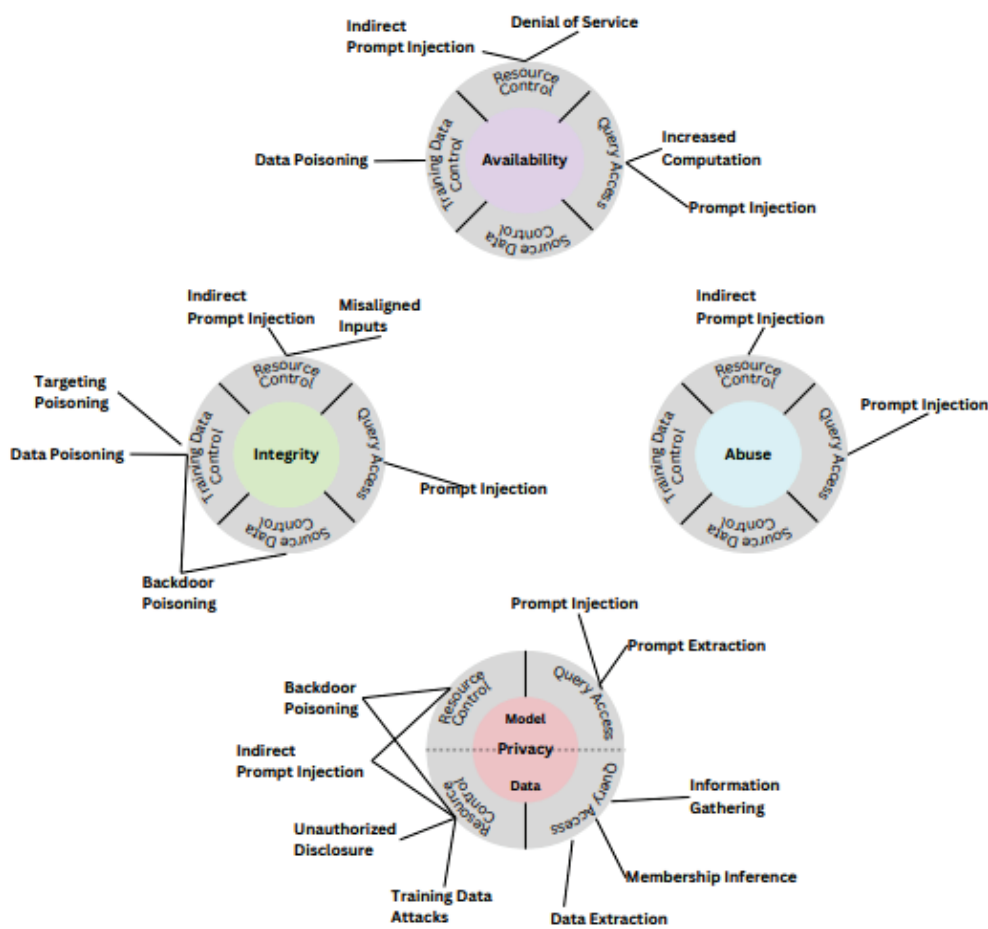 Indirect
Prompt Injection
Denial of Service
Resource
Control
Training Data
Control
Availability
Query Access
Source Data
Control
Data Poisoning
Increased
Computation
Prompt Injection
Indirect
Prompt Injection
Misaligned
Inputs
Targeting
Poisoning
Data Poisoning
Resource
Control
Training Data
Control
Integrity
Query Access
Source Data
Control
Prompt Injection
Backdoor
Poisoning
Indirect
Prompt Injection
Resource
Control
Training Data
Control
Abuse
Query Access
Source Data
Control
Prompt Injection
Prompt Injection
Prompt Extraction
Backdoor
Poisoning
Resource
Control
Query Access
Model
Privacy
Data
Indirect
Prompt Injection
Resource
Control
Query Access
Information
Gathering
Unauthorized
Disclosure
Membership Inference
Training Data
Attacks
Data Extraction